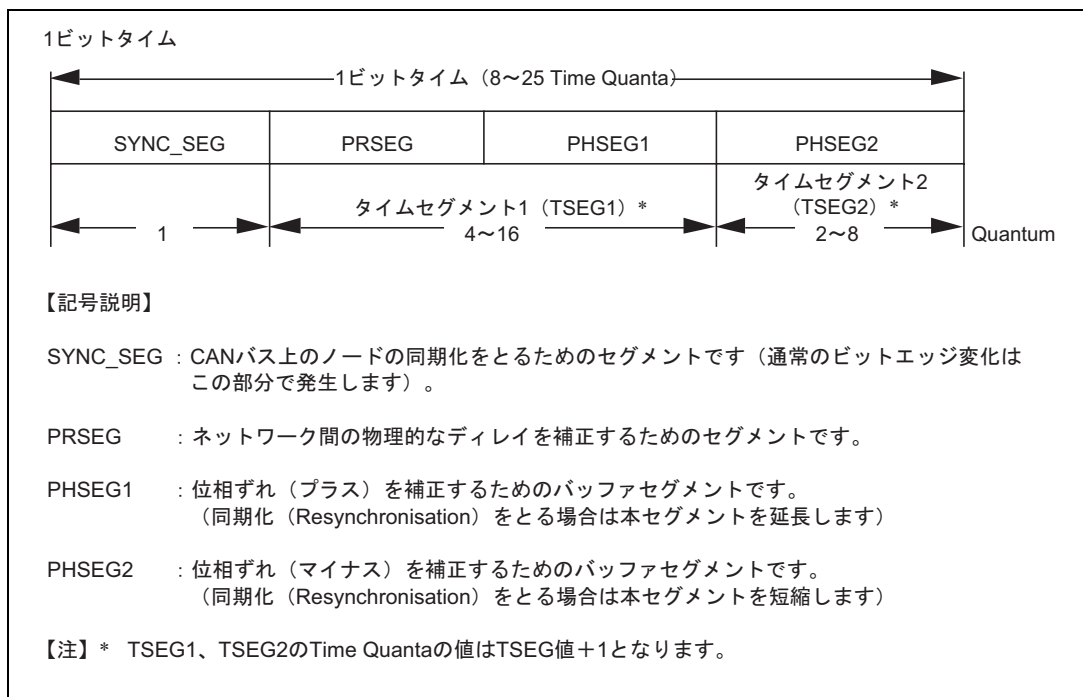 1ビットタイム
1ビットタイム（8～25 Time Quanta）
SYNC_SEG PRSEG PHSEG1 PHSEG2
タイムセグメント1（TSEG1）*
タイムセグメント2
（TSEG2）*
1 4～16 2～8 Quantum
【記号説明】
SYNC_SEG : CANバス上のノードの同期化をとるためのセグメントです（通常のビットエッジ変化は
この部分で発生します）。
PRSEG : ネットワーク間の物理的なディレイを補正するためのセグメントです。
PHSEG1 : 位相ずれ（プラス）を補正するためのバッファセグメントです。
（同期化（Resynchronisation）をとる場合は本セグメントを延長します）
PHSEG2 : 位相ずれ（マイナス）を補正するためのバッファセグメントです。
（同期化（Resynchronisation）をとる場合は本セグメントを短縮します）
【注】* TSEG1、TSEG2のTime Quantaの値はTSEG値＋1となります。